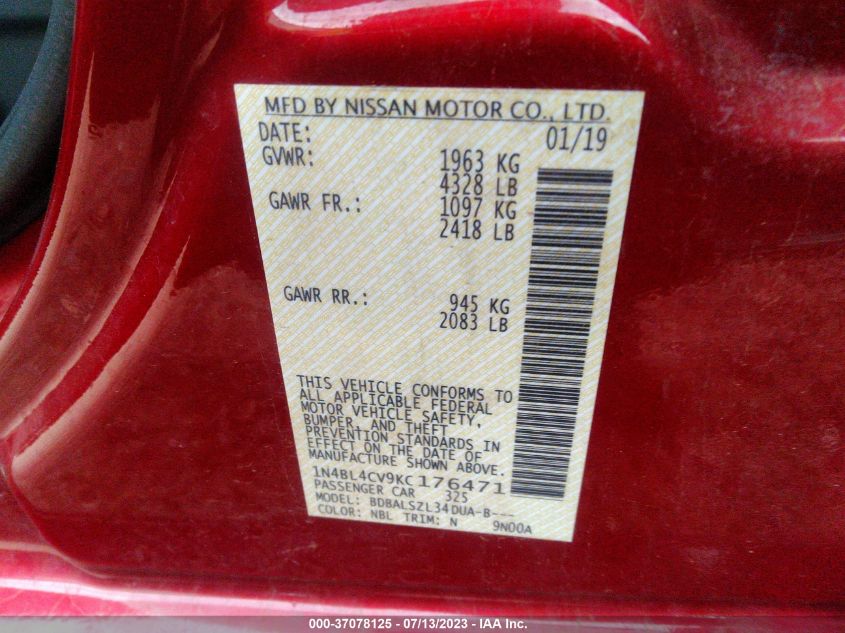 MFD BY NISSAN MOTOR CO., LTD.
DATE: 01/19
GVWR: 1963 KG
4328 LB
GAWR FR.: 1097 KG
2418 LB
GAWR RR.: 945 KG
2083 LB
THIS VEHICLE CONFORMS TO
ALL APPLICABLE FEDERAL
MOTOR VEHICLE SAFETY,
BUMPER, AND THEFT
PREVENTION STANDARDS IN
EFFECT ON THE DATE OF
MANUFACTURE SHOWN ABOVE.
1N4BL4CV9KC176471
PASSENGER CAR 325
MODEL: BDBALSZL34DUA-B---
COLOR: NBL TRIM: N 9N00A
000-37078125 - 07/13/2023 - IAA Inc.